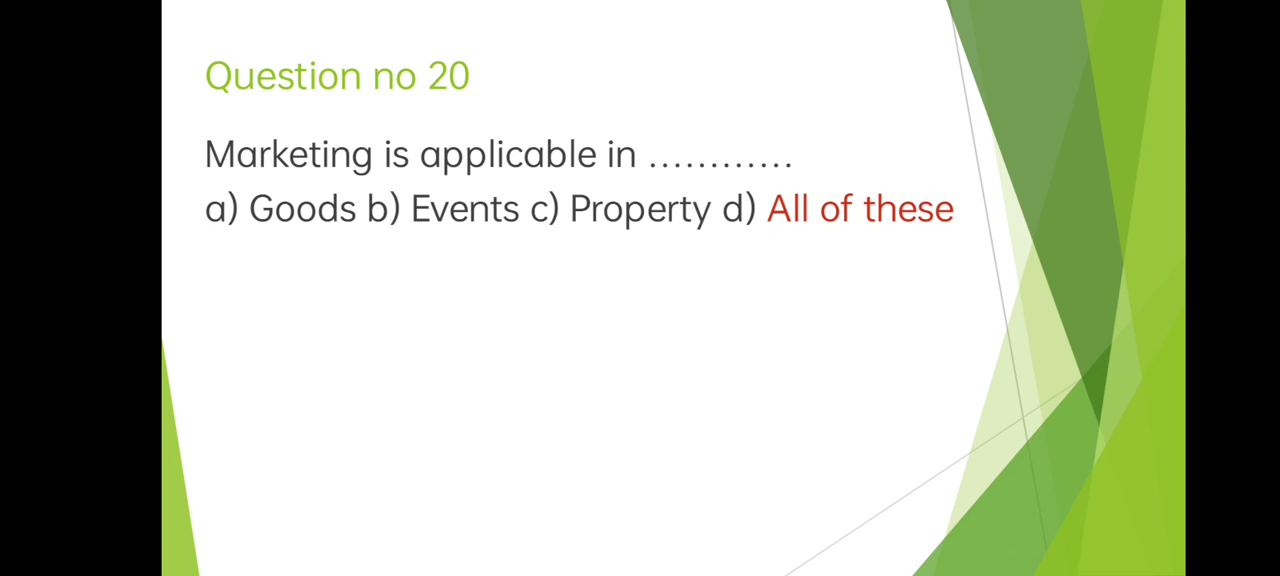 Question no 20
Marketing is applicable in ............
a) Goods b) Events c) Property d) All of these